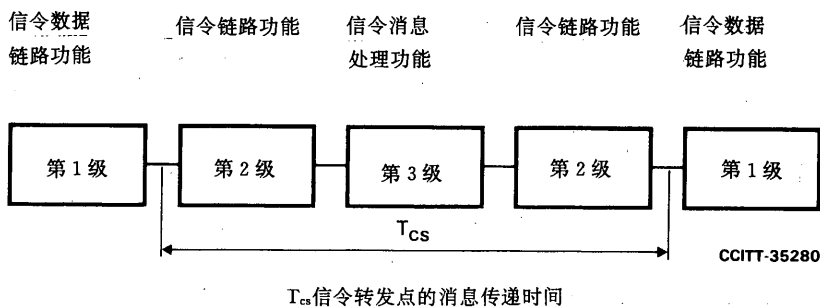 信令数据
链路功能
信令链路功能
信令消息
处理功能
信令链路功能
信令数据
链路功能
第1级
第2级
第3级
第2级
第1级
TCS
CCITT-35280
Tcs信令转发点的消息传递时间